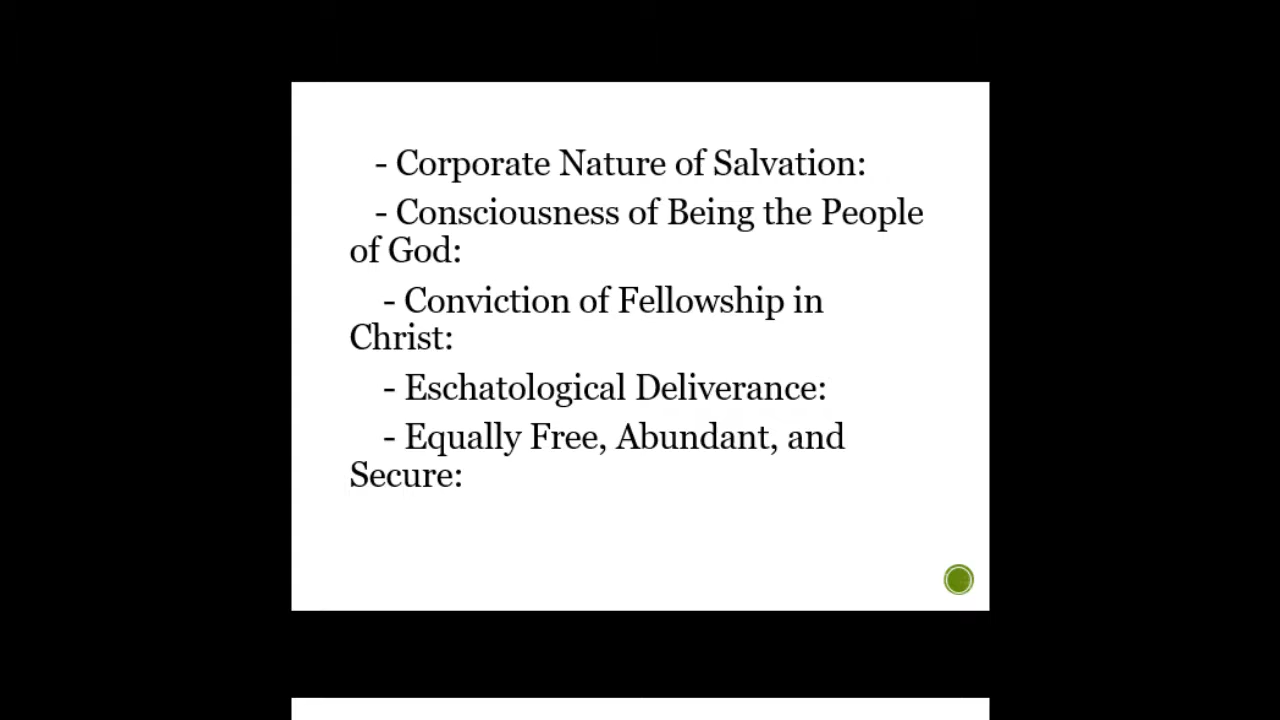 - Corporate Nature of Salvation:
- Consciousness of Being the People
of God:
- Conviction of Fellowship in
Christ:
- Eschatological Deliverance:
- Equally Free, Abundant, and
Secure: